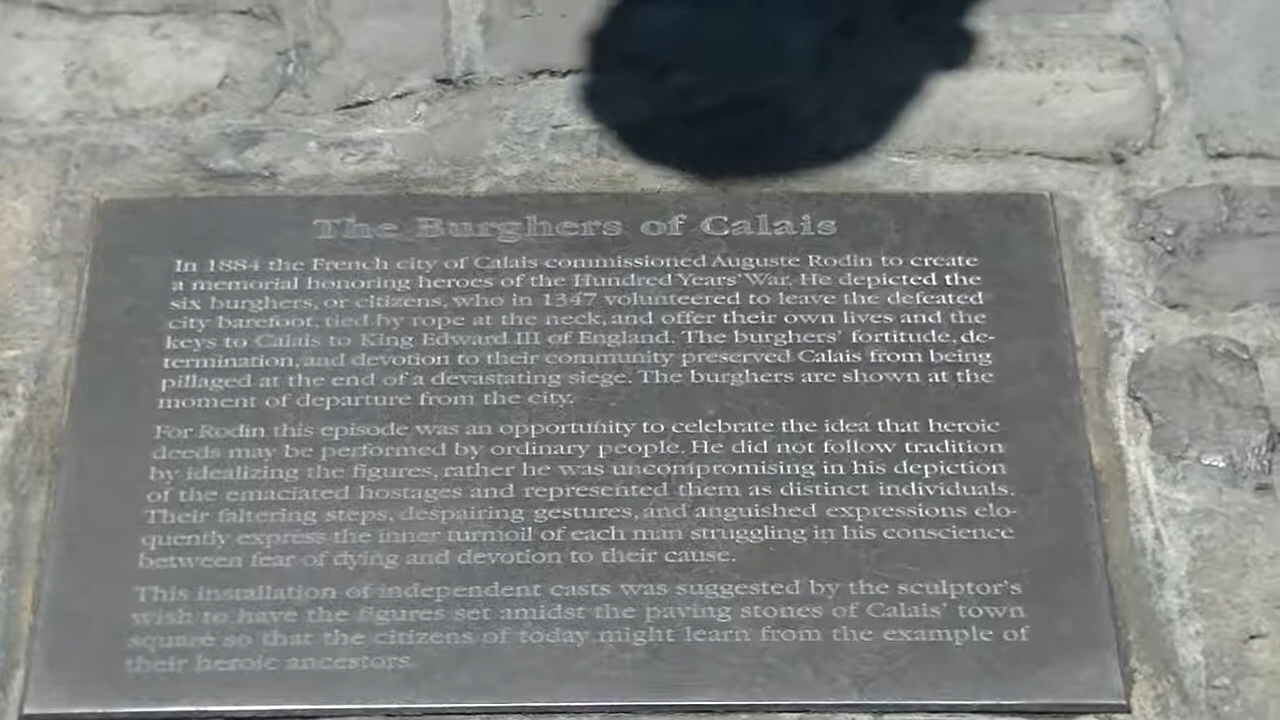 The Burghers of Calais
In 1884 the French city of Calais commissioned Auguste Rodin to create
a memorial honoring heroes of the Hundred Years' War. He depicted the
six burghers, or citizens, who in 1347 volunteered to leave the defeated
city barefoot, tied by rope at the neck, and offer their own lives and the
keys to Calais to King Edward III of England. The burghers' fortitude, de-
termination, and devotion to their community preserved Calais from being
pillaged at the end of a devastating siege. The burghers are shown at the
moment of departure from the city.
For Rodin this episode was an opportunity to celebrate the idea that heroic
deeds may be performed by ordinary people. He did not follow tradition
by idealizing the figures, rather he was uncompromising in his depiction
of the emaciated hostages and represented them as distinct individuals.
Their faltering steps, despairing gestures, and anguished expressions elo-
quently express the inner turmoil of each man struggling in his conscience
between fear of dying and devotion to their cause.
This installation of independent casts was suggested by the sculptor's
wish to have the figures set amidst the paving stones of Calais' town
square so that the citizens of today might learn from the example of
their heroic ancestors